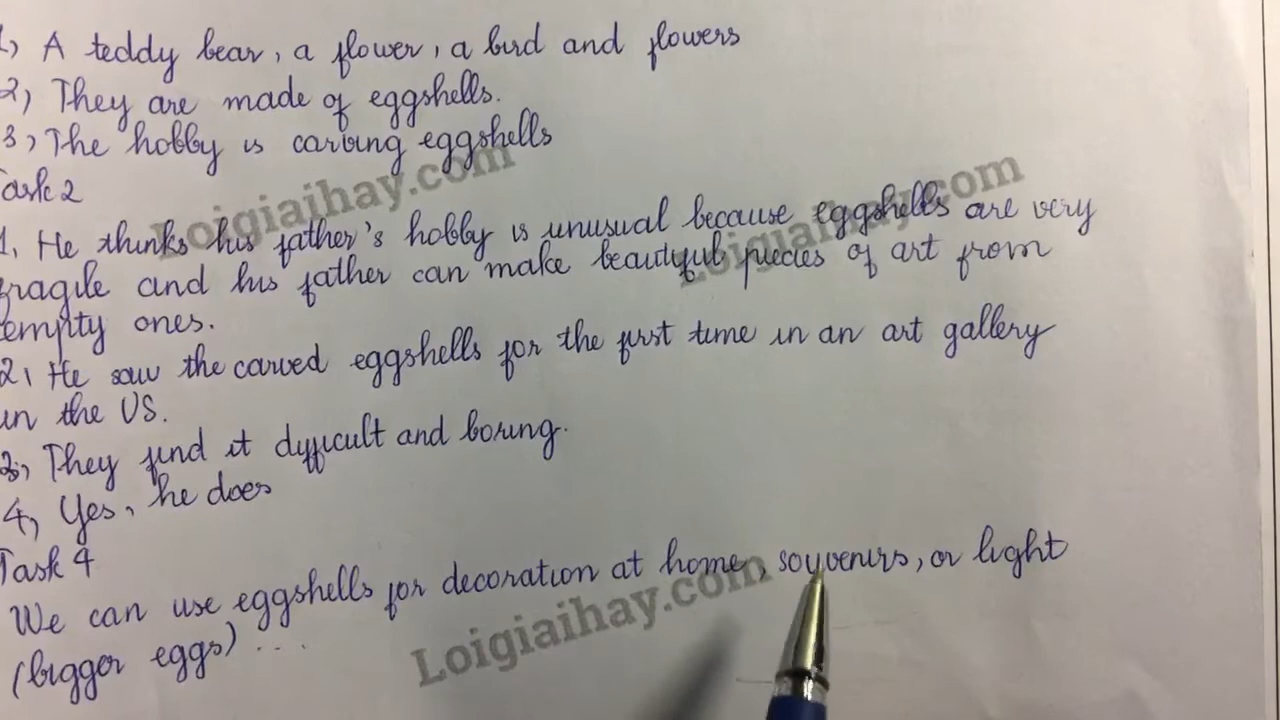 1, A teddy bear, a flower, a bird and flowers
2, They are made of eggshells.
3, The hobby is carving eggshells
Task 2
1, He thinks his father's hobby is unusual because eggshells are very
fragile and his father can make beautiful piecies of art from
empty ones.
2, He saw the carved eggshells for the first time in an art gallery
in the US.
3, They find it difficult and boring.
4, Yes, he does
Task 4
We can use eggshells for decoration at home, souvenirs, or light
(bigger eggs) ...
Loigiaihay.com
Loigiaihay.com
Loigiaihay.com